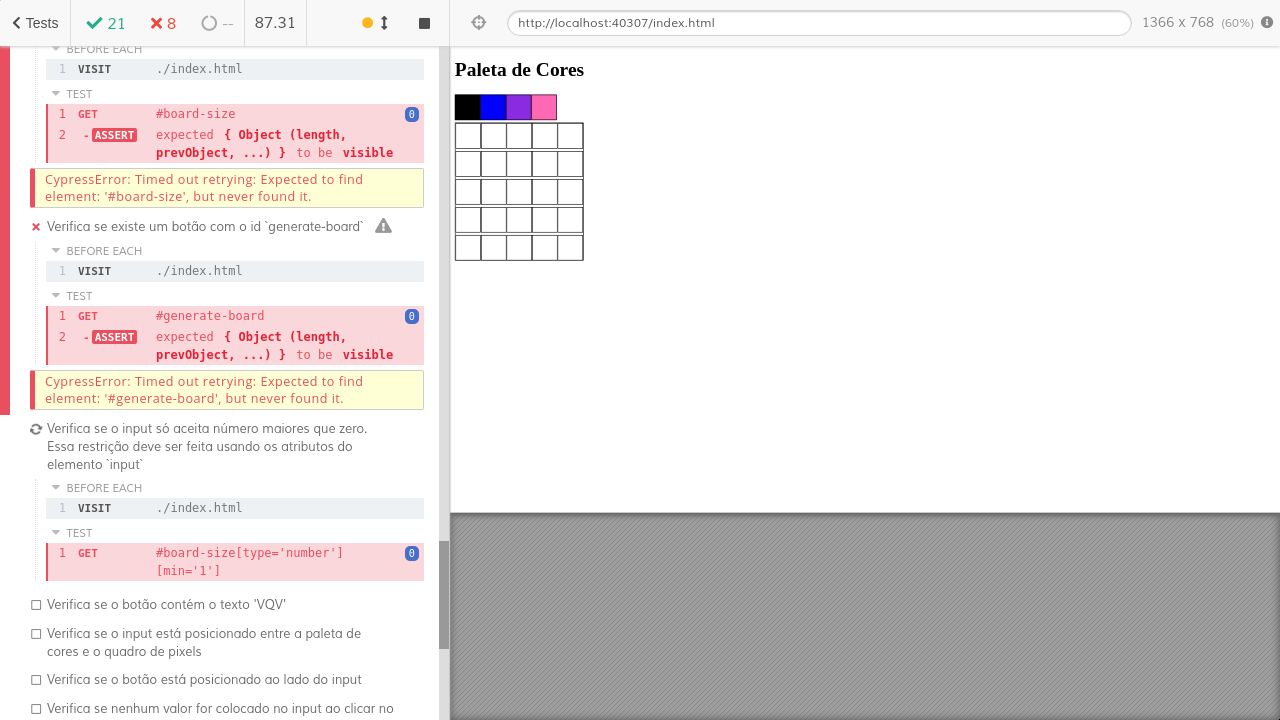 Tests 21 8 -- 87.31 http://localhost:40307/index.html 1366 x 768 (60%)
BEFORE EACH
1 VISIT ./index.html
TEST
1 GET #board-size 0
2 -ASSERT expected { Object (length,
prevObject, ...) } to be visible
CypressError: Timed out retrying: Expected to find
element: '#board-size', but never found it.
Verifica se existe um botão com o id `generate-board`
BEFORE EACH
1 VISIT ./index.html
TEST
1 GET #generate-board 0
2 -ASSERT expected { Object (length,
prevObject, ...) } to be visible
CypressError: Timed out retrying: Expected to find
element: '#generate-board', but never found it.
Verifica se o input só aceita número maiores que zero.
Essa restrição deve ser feita usando os atributos do
elemento `input`
BEFORE EACH
1 VISIT ./index.html
TEST
1 GET #board-size[type='number'] 0
[min='1']
Verifica se o botão contém o texto 'VQV'
Verifica se o input está posicionado entre a paleta de
cores e o quadro de pixels
Verifica se o botão está posicionado ao lado do input
Verifica se nenhum valor for colocado no input ao clicar no
Paleta de Cores